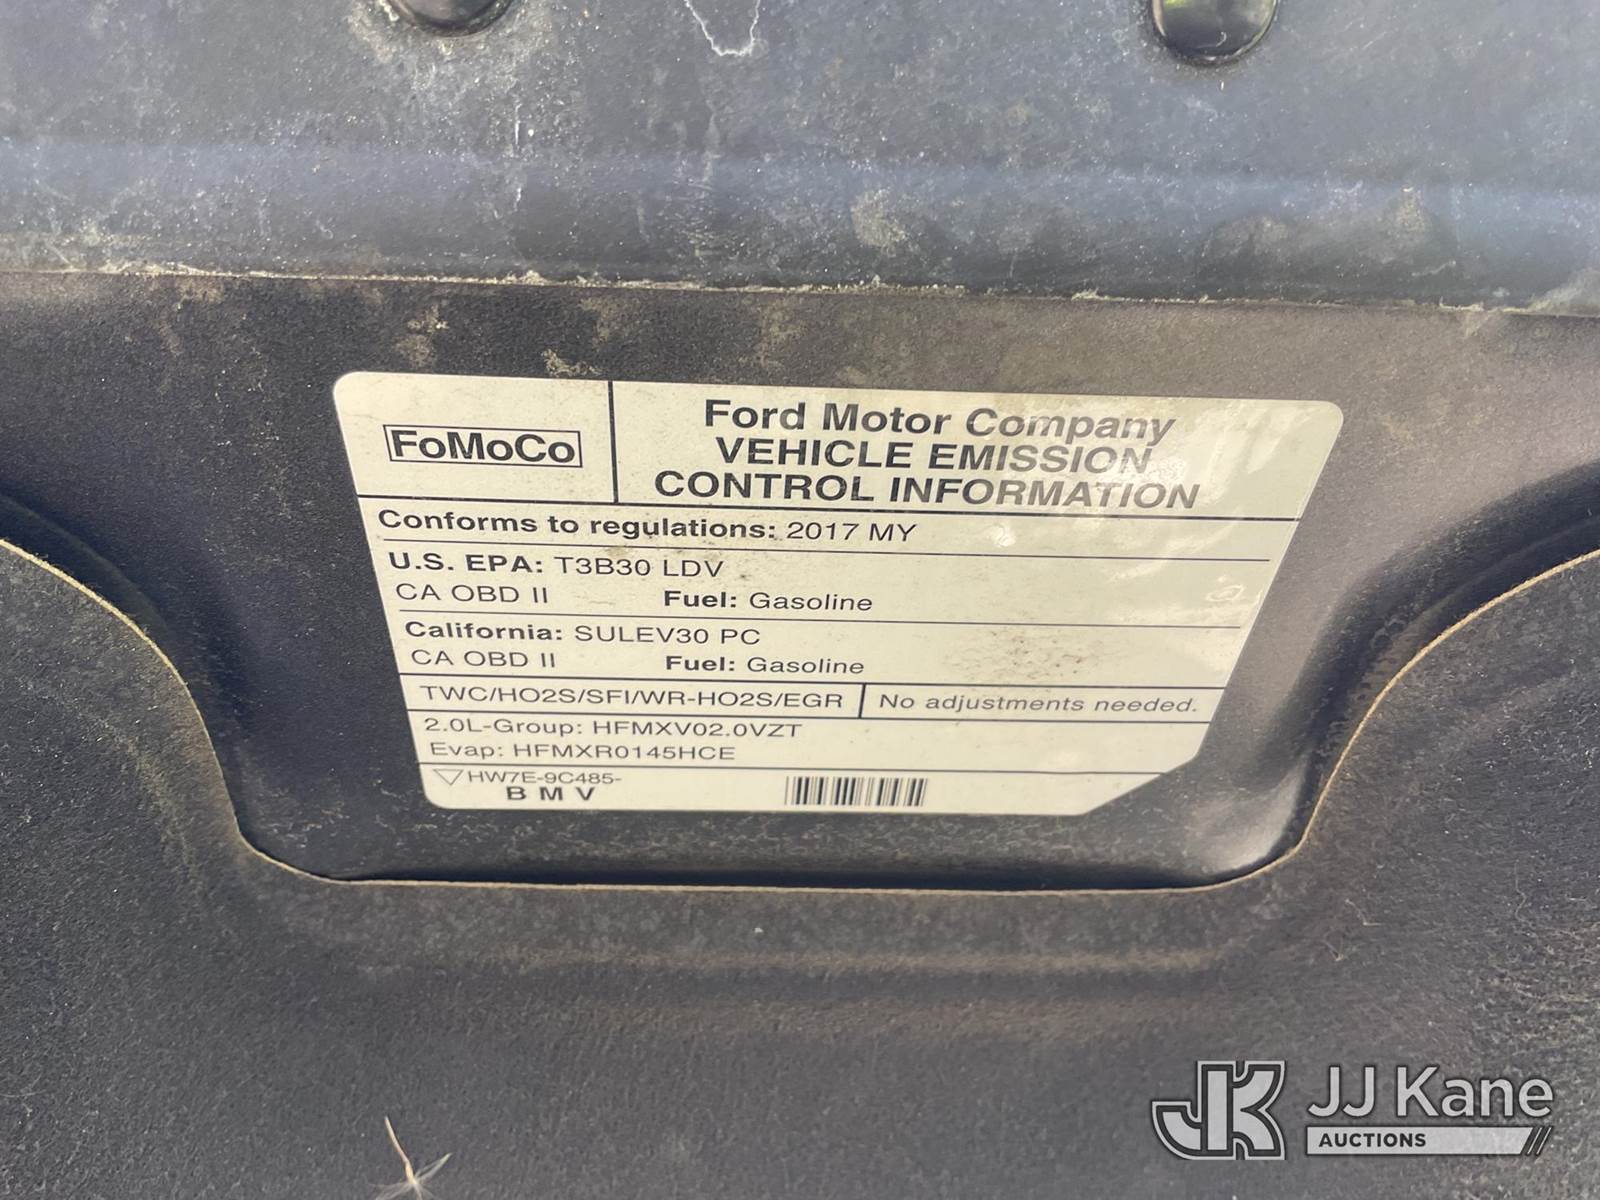 FoMoCo
Ford Motor Company
VEHICLE EMISSION
CONTROL INFORMATION
Conforms to regulations: 2017 MY
U.S. EPA: T3B30 LDV
CA OBD II Fuel: Gasoline
California: SULEV30 PC
CA OBD II Fuel: Gasoline
TWC/HO2S/SFI/WR-HO2S/EGR No adjustments needed.
2.0L-Group: HFMXV02.0VZT
Evap: HFMXR0145HCE
HW7E-9C485-
BMV
JK JJ Kane
AUCTIONS